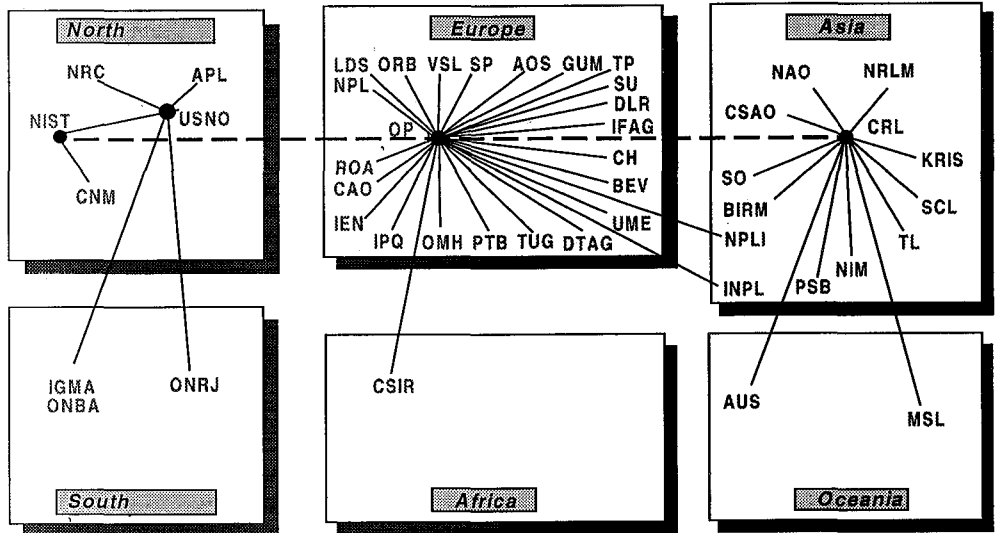 North
NRC
APL
NIST
USNO
CNM
Europe
LDS ORB VSL SP AOS GUM TP
NPL
SU
DLR
OP
IFAG
ROA
CH
CAO
BEV
IEN
UME
IPQ OMH PTB TUG DTAG
Asia
NAO
NRLM
CSAO
CRL
KRIS
SO
BIRM
SCL
NPLI
TL
NIM
INPL
PSB
IGMA
ONBA
ONRJ
South
CSIR
Africa
AUS
MSL
Oceania